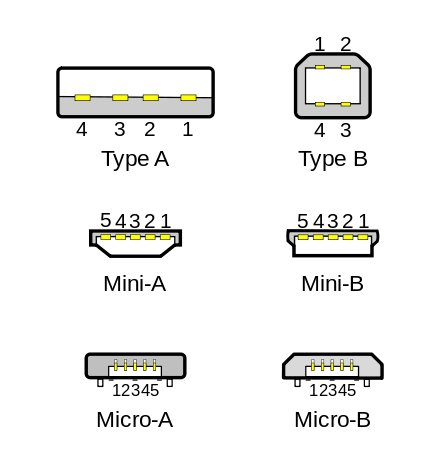 1 2
4 3 2 1
4 3
Type A
Type B
5 4 3 2 1
5 4 3 2 1
Mini-A
Mini-B
12345
12345
Micro-A
Micro-B